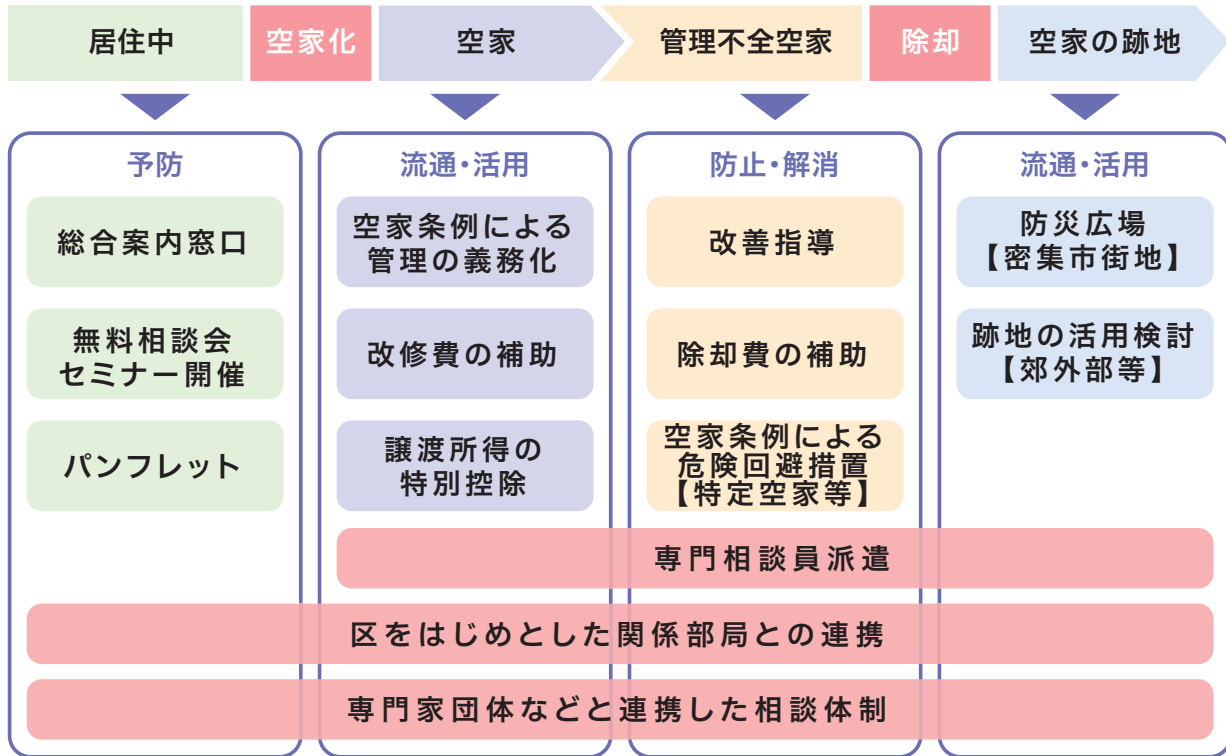 居住中
空家化
空家
管理不全空家
除却
空家の跡地
予防
総合案内窓口
無料相談会
セミナー開催
パンフレット
流通・活用
空家条例による
管理の義務化
改修費の補助
譲渡所得の
特別控除
防止・解消
改善指導
除却費の補助
空家条例による
危険回避措置
【特定空家等】
流通・活用
防災広場
【密集市街地】
跡地の活用検討
【郊外部等】
専門相談員派遣
区をはじめとした関係部局との連携
専門家団体などと連携した相談体制